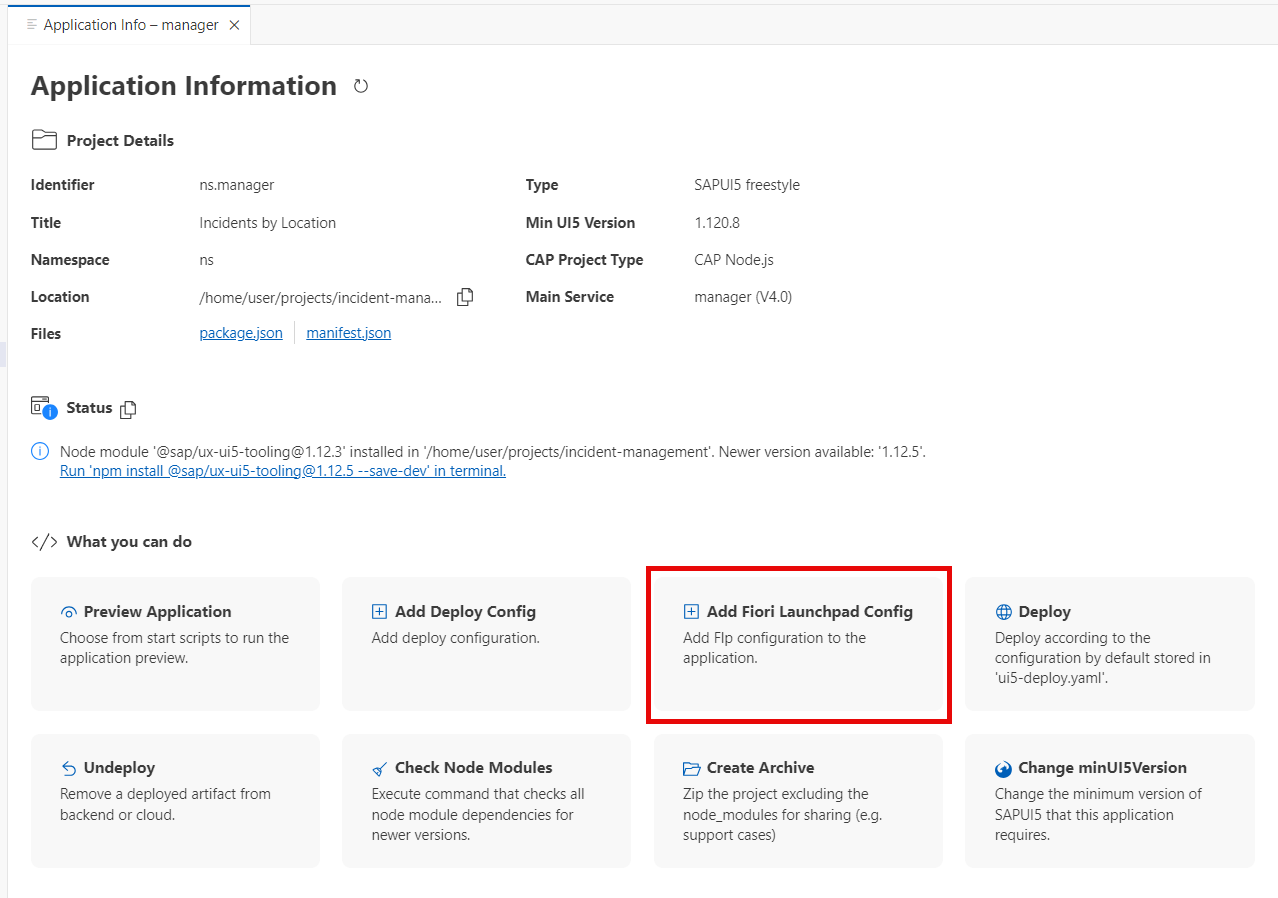 Application Info – manager
Application Information
Project Details
Identifier ns.manager Type SAPUI5 freestyle
Title Incidents by Location Min UI5 Version 1.120.8
Namespace ns CAP Project Type CAP Node.js
Location /home/user/projects/incident-mana... Main Service manager (V4.0)
Files package.json manifest.json
Status
Node module '@sap/ux-ui5-tooling@1.12.3' installed in '/home/user/projects/incident-management'. Newer version available: '1.12.5'.
Run 'npm install @sap/ux-ui5-tooling@1.12.5 --save-dev' in terminal.
What you can do
Preview Application
Choose from start scripts to run the
application preview.
Add Deploy Config
Add deploy configuration.
Add Fiori Launchpad Config
Add Flp configuration to the
application.
Deploy
Deploy according to the
configuration by default stored in
'ui5-deploy.yaml'.
Undeploy
Remove a deployed artifact from
backend or cloud.
Check Node Modules
Execute command that checks all
node module dependencies for
newer versions.
Create Archive
Zip the project excluding the
node_modules for sharing (e.g.
support cases)
Change minUI5Version
Change the minimum version of
SAPUI5 that this application
requires.